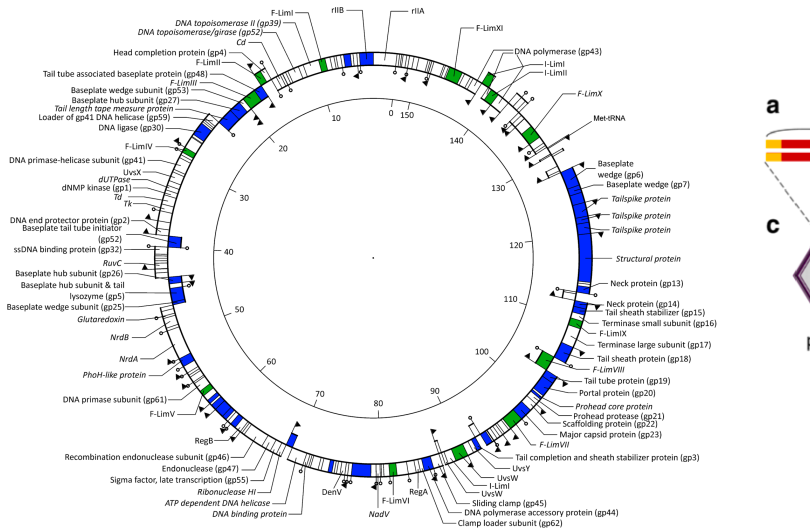 F-LimI
DNA topoisomerase II (gp39)
DNA topoisomerase/girase (gp52)
Cd
Head completion protein (gp4)
F-LimII
Tail tube associated baseplate protein (gp48)
F-LimIII
Baseplate wedge subunit (gp53)
Baseplate hub subunit (gp27)
Tail length tape measure protein
Loader of gp41 DNA helicase (gp59)
DNA ligase (gp30)
F-LimIV
DNA primase-helicase subunit (gp41)
UvsX
dUTPase
dNMP kinase (gp1)
Td
Tk
DNA end protector protein (gp2)
Baseplate tail tube initiator
(gp52)
ssDNA binding protein (gp32)
RuvC
Baseplate hub subunit (gp26)
Baseplate hub subunit & tail
lysozyme (gp5)
Baseplate wedge subunit (gp25)
Glutaredoxin
NrdB
NrdA
PhoH-like protein
DNA primase subunit (gp61)
F-LimV
RegB
Recombination endonuclease subunit (gp46)
Endonuclease (gp47)
Sigma factor, late transcription (gp55)
Ribonuclease HI
ATP dependent DNA helicase
DNA binding protein
DenV
NadV
F-LimVI
RegA
rIIB
rIIA
F-LimXI
DNA polymerase (gp43)
I-LimI
I-LimII
F-LimX
Met-tRNA
Baseplate
wedge (gp6)
Baseplate wedge (gp7)
Tailspike protein
Tailspike protein
Tailspike protein
Structural protein
Neck protein (gp13)
Neck protein (gp14)
Tail sheath stabilizer (gp15)
Terminase small subunit (gp16)
F-LimIX
Terminase large subunit (gp17)
Tail sheath protein (gp18)
F-LimVIII
Tail tube protein (gp19)
Portal protein (gp20)
Prohead core protein
Prohead protease (gp21)
Scaffolding protein (gp22)
Major capsid protein (gp23)
F-LimVII
Tail completion and sheath stabilizer protein (gp3)
UvsY
UvsW
I-LimI
UvsW
Sliding clamp (gp45)
DNA polymerase accessory protein (gp44)
Clamp loader subunit (gp62)
0
10
20
30
40
50
60
70
80
90
100
110
120
130
140
150
a
c